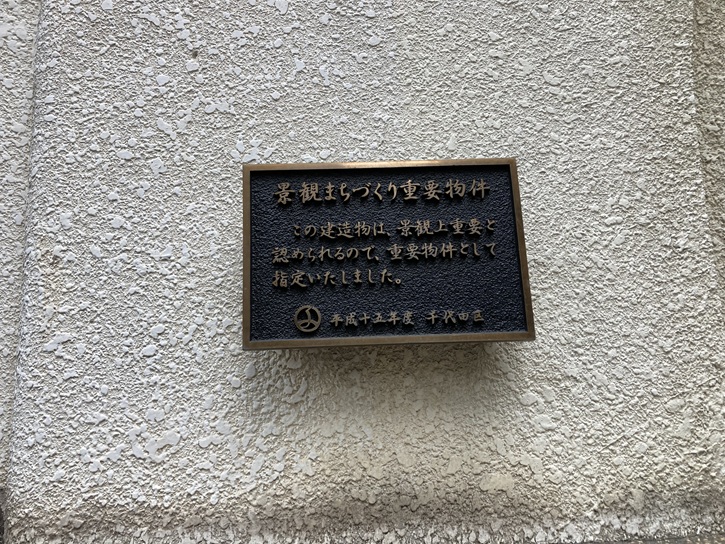 景観まちづくり重要物件
この建造物は、景観上重要と
認められるので、重要物件として
指定いたしました。
平成十五年度 千代田区